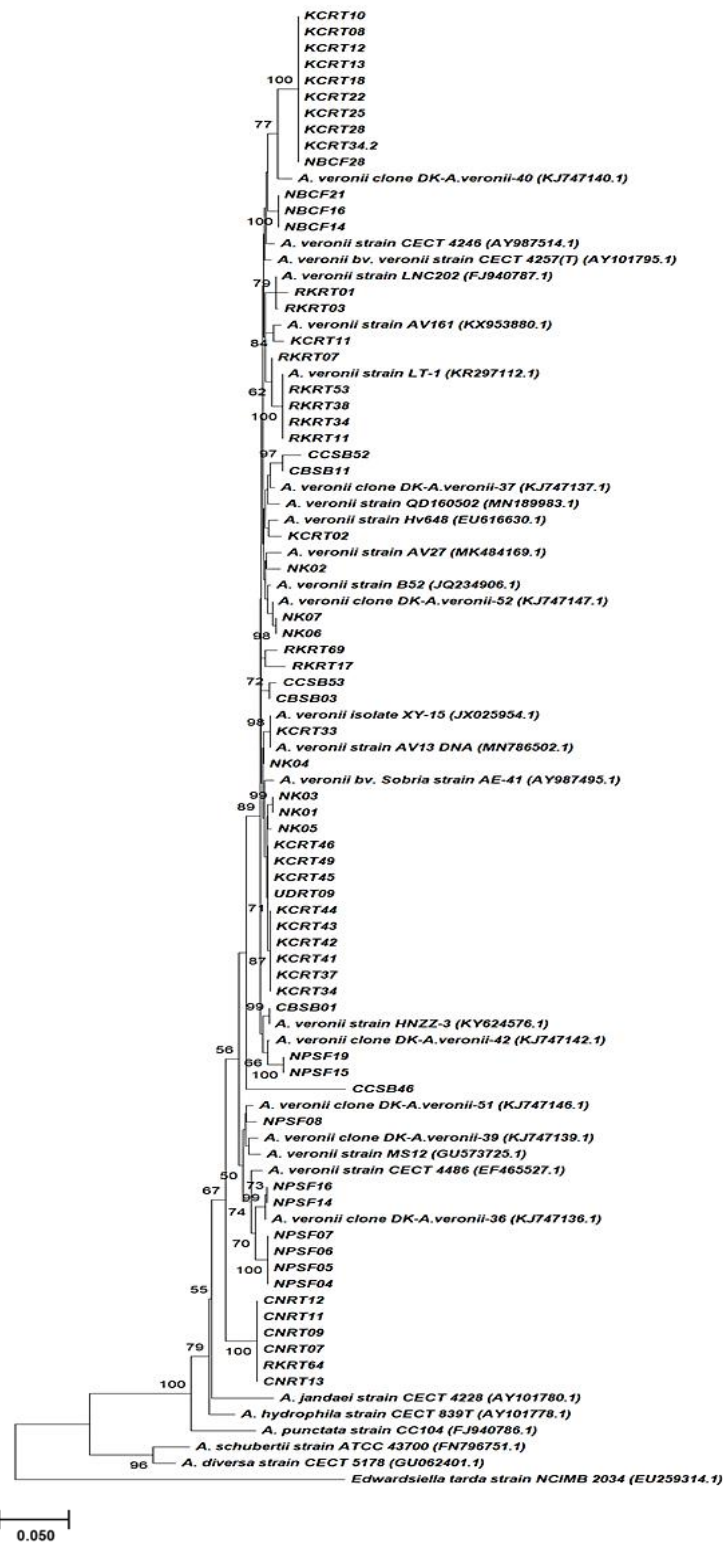 KCRT10
KCRT08
KCRT12
KCRT13
100 KCRT18
KCRT22
KCRT25
77 KCRT28
KCRT34.2
NBCF28
A. veronii clone DK-A.veronii-40 (KJ747140.1)
NBCF21
NBCF16
100 NBCF14
A. veronii strain CECT 4246 (AY987514.1)
A. veronii bv. veronii strain CECT 4257(T) (AY101795.1)
79 A. veronii strain LNC202 (FJ940787.1)
RKRT01
RKRT03
A. veronii strain AV161 (KX953880.1)
84 KCRT11
RKRT07
A. veronii strain LT-1 (KR297112.1)
62 RKRT53
RKRT38
100 RKRT34
RKRT11
97 CCSB52
CBSB11
A. veronii clone DK-A.veronii-37 (KJ747137.1)
A. veronii strain QD160502 (MN189983.1)
A. veronii strain Hv648 (EU616630.1)
KCRT02
A. veronii strain AV27 (MK484169.1)
NK02
A. veronii strain B52 (JQ234906.1)
A. veronii clone DK-A.veronii-52 (KJ747147.1)
NK07
98 NK06
RKRT69
RKRT17
72 CCSB53
CBSB03
A. veronii isolate XY-15 (JX025954.1)
98 KCRT33
A. veronii strain AV13 DNA (MN786502.1)
NK04
A. veronii bv. Sobria strain AE-41 (AY987495.1)
99 NK03
89 NK01
NK05
KCRT46
KCRT49
KCRT45
UDRT09
71 KCRT44
KCRT43
KCRT42
87 KCRT41
KCRT37
KCRT34
99 CBSB01
A. veronii strain HNZZ-3 (KY624576.1)
A. veronii clone DK-A.veronii-42 (KJ747142.1)
56 66 NPSF19
100 NPSF15
CCSB46
A. veronii clone DK-A.veronii-51 (KJ747146.1)
NPSF08
A. veronii clone DK-A.veronii-39 (KJ747139.1)
A. veronii strain MS12 (GU573725.1)
50 A. veronii strain CECT 4486 (EF465527.1)
67 73 NPSF16
99 NPSF14
74 A. veronii clone DK-A.veronii-36 (KJ747136.1)
NPSF07
70 NPSF06
100 NPSF05
NPSF04
55 CNRT12
CNRT11
CNRT09
79 100 CNRT07
RKRT64
100 CNRT13
A. jandaei strain CECT 4228 (AY101780.1)
A. hydrophila strain CECT 839T (AY101778.1)
A. punctata strain CC104 (FJ940786.1)
A. schubertii strain ATCC 43700 (FN796751.1)
96 A. diversa strain CECT 5178 (GU062401.1)
Edwardsiella tarda strain NCIMB 2034 (EU259314.1)
0.050